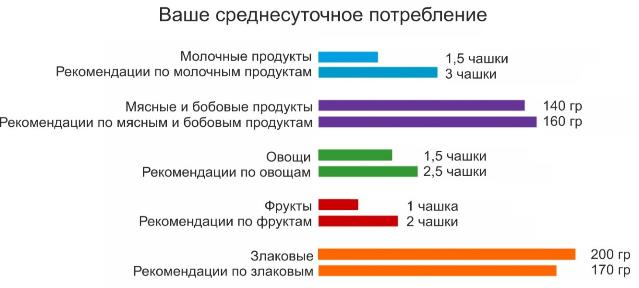 Ваше среднесуточное потребление
Молочные продукты 1,5 чашки
Рекомендации по молочным продуктам 3 чашки
Мясные и бобовые продукты 140 гр
Рекомендации по мясным и бобовым продуктам 160 гр
Овощи 1,5 чашки
Рекомендации по овощам 2,5 чашки
Фрукты 1 чашка
Рекомендации по фруктам 2 чашки
Злаковые 200 гр
Рекомендации по злаковым 170 гр